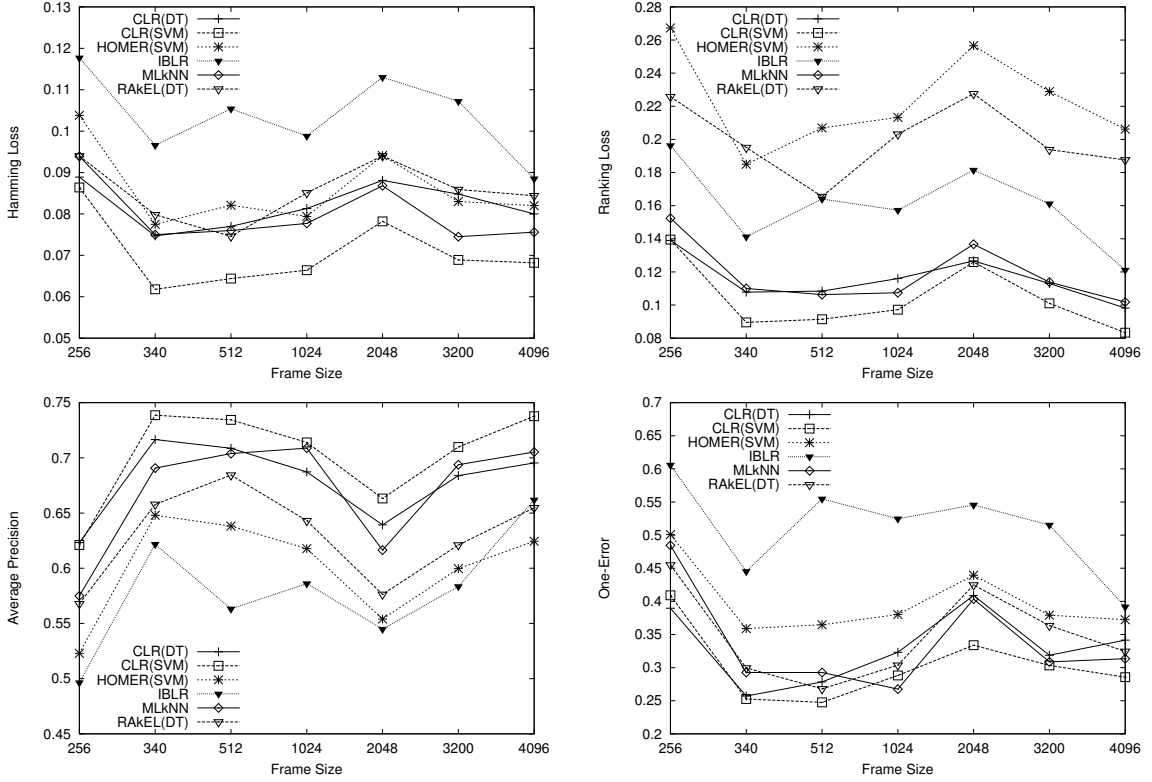 0.13
0.12
0.11
0.1
0.09
0.08
0.07
0.06
0.05
Hamming Loss
CLR(DT)
CLR(SVM)
HOMER(SVM)
IBLR
MLkNN
RAkEL(DT)
256 340 512 1024 2048 3200 4096
Frame Size
0.28
0.26
0.24
0.22
0.2
0.18
0.16
0.14
0.12
0.1
0.08
Ranking Loss
CLR(DT)
CLR(SVM)
HOMER(SVM)
IBLR
MLkNN
RAkEL(DT)
256 340 512 1024 2048 3200 4096
Frame Size
0.75
0.7
0.65
0.6
0.55
0.5
0.45
Average Precision
CLR(DT)
CLR(SVM)
HOMER(SVM)
IBLR
MLkNN
RAkEL(DT)
256 340 512 1024 2048 3200 4096
Frame Size
0.7
0.65
0.6
0.55
0.5
0.45
0.4
0.35
0.3
0.25
0.2
One-Error
CLR(DT)
CLR(SVM)
HOMER(SVM)
IBLR
MLkNN
RAkEL(DT)
256 340 512 1024 2048 3200 4096
Frame Size